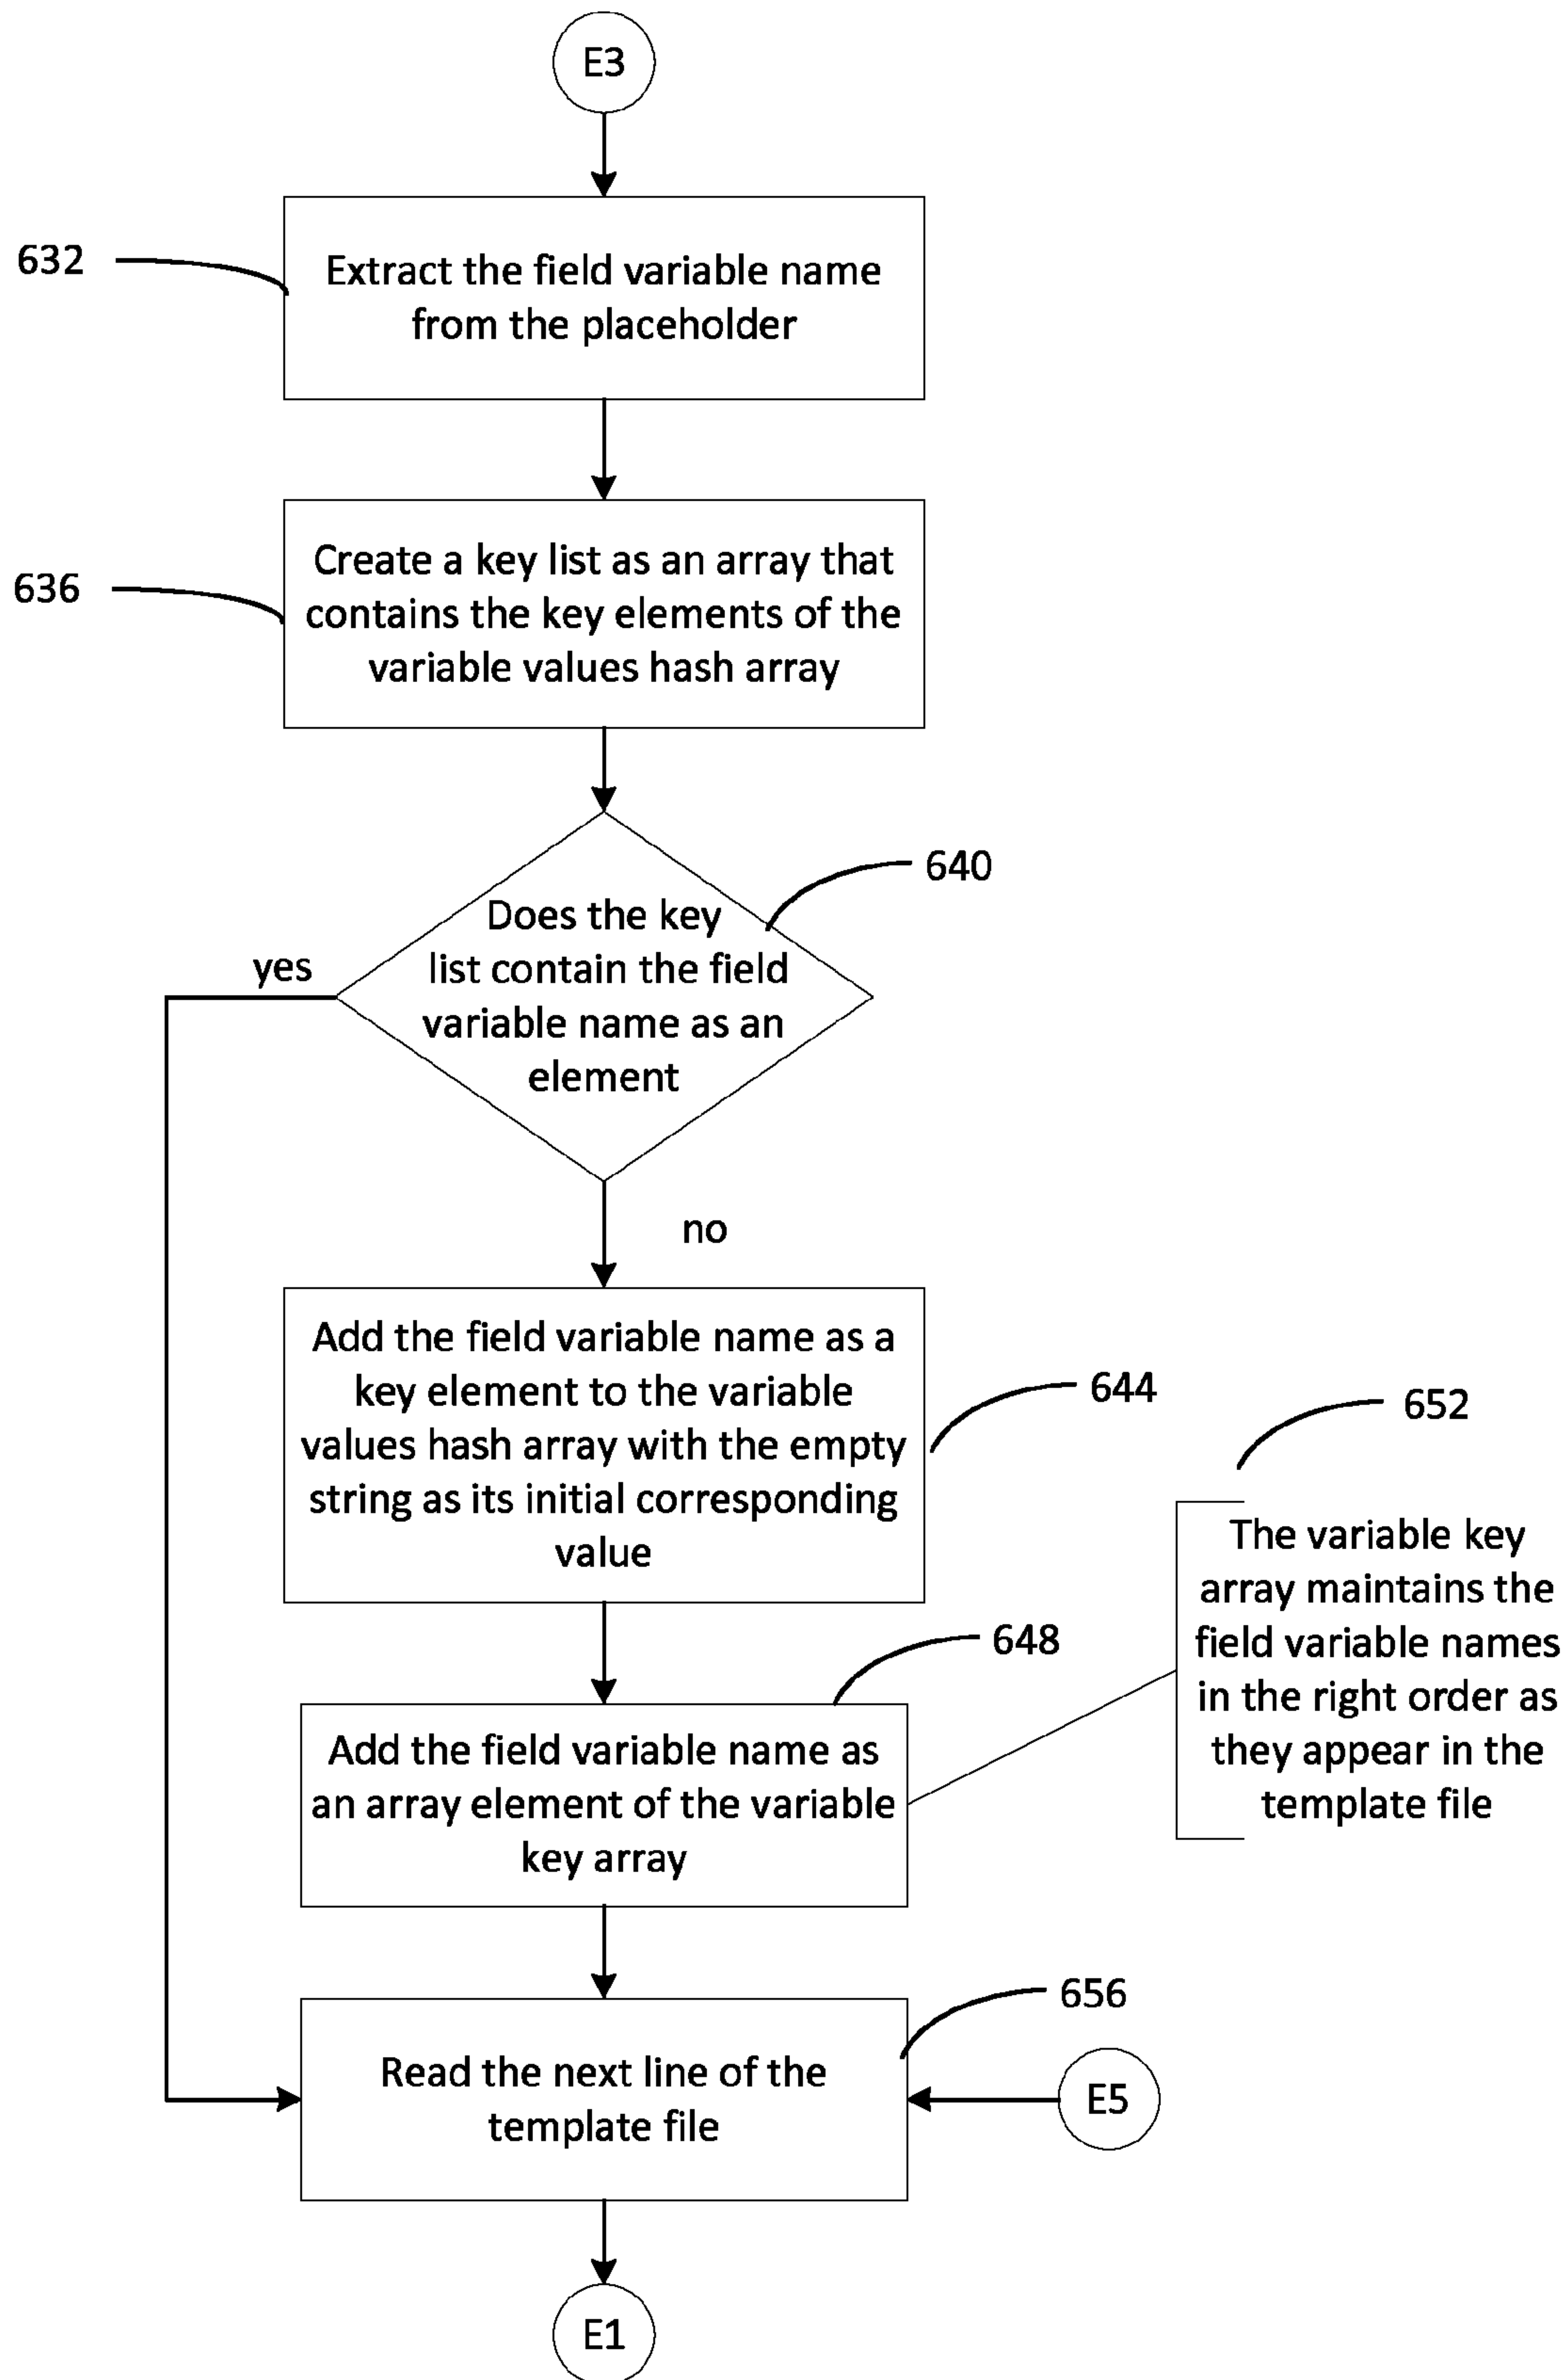 E3
632
Extract the field variable name
from the placeholder
636
Create a key list as an array that
contains the key elements of the
variable values hash array
640
Does the key
list contain the field
variable name as an
element
yes
no
Add the field variable name as a
key element to the variable
values hash array with the empty
string as its initial corresponding
value
644
652
The variable key
array maintains the
field variable names
in the right order as
they appear in the
template file
648
Add the field variable name as
an array element of the variable
key array
656
Read the next line of the
template file
E5
E1